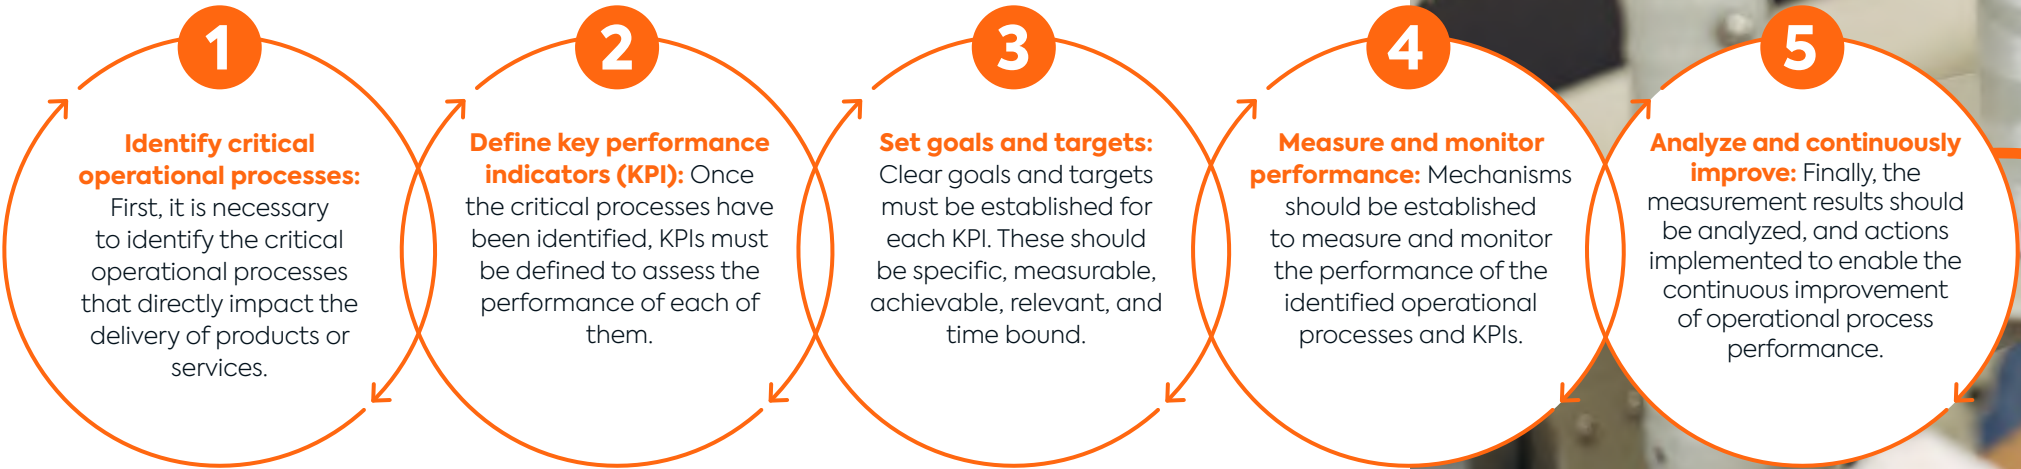 1
Identify critical
operational processes:
First, it is necessary
to identify the critical
operational processes
that directly impact the
delivery of products or
services.
2
Define key performance
indicators (KPI): Once
the critical processes have
been identified, KPIs must
be defined to assess the
performance of each of
them.
3
Set goals and targets:
Clear goals and targets
must be established for
each KPI. These should
be specific, measurable,
achievable, relevant, and
time bound.
4
Measure and monitor
performance: Mechanisms
should be established
to measure and monitor
the performance of the
identified operational
processes and KPIs.
5
Analyze and continuously
improve: Finally, the
measurement results should
be analyzed, and actions
implemented to enable the
continuous improvement
of operational process
performance.